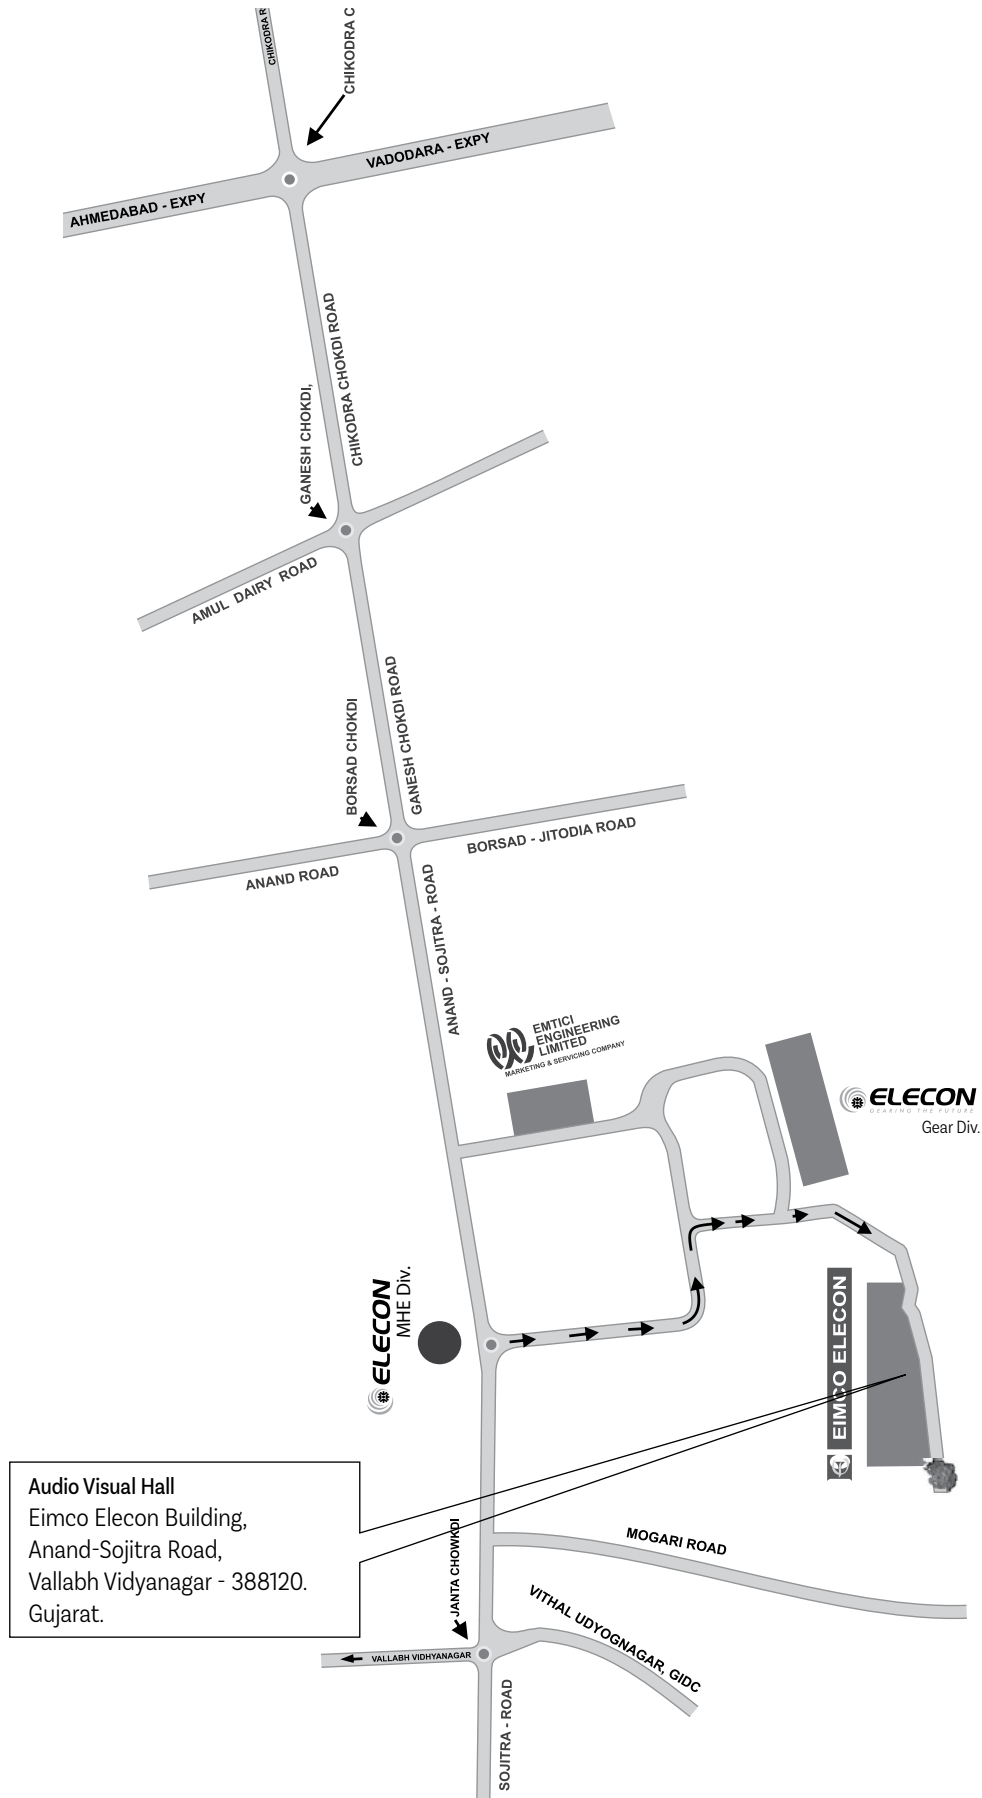 CHIKODRA R
CHIKODRA C
VADODARA - EXPY
AHMEDABAD - EXPY
CHIKODRA CHOKDI ROAD
GANESH CHOKDI,
AMUL DAIRY ROAD
GANESH CHOKDI ROAD
BORSAD CHOKDI
BORSAD - JITODIA ROAD
ANAND ROAD
ANAND - SOJITRA - ROAD
EMTICI
ENGINEERING
LIMITED
MARKETING & SERVICING COMPANY
ELECON
GEARING THE FUTURE
Gear Div.
ELECON
MHE Div.
EIMCO ELECON
Audio Visual Hall
Eimco Elecon Building,
Anand-Sojitra Road,
Vallabh Vidyanagar - 388120.
Gujarat.
JANTA CHOWKDI
MOGARI ROAD
VITHAL UDYOGNAGAR, GIDC
VALLABH VIDHYANAGAR
SOJITRA - ROAD